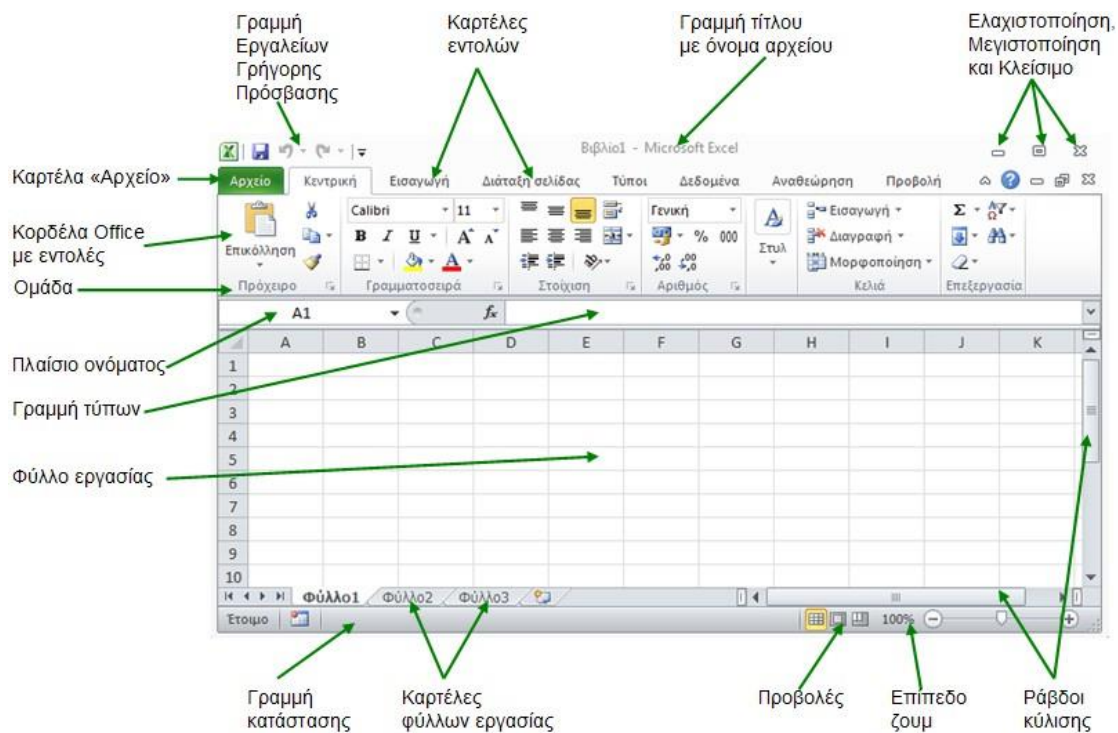 Γραμμή
Εργαλείων
Γρήγορης
Πρόσβασης
Καρτέλες
εντολών
Γραμμή τίτλου
με όνομα αρχείου
Ελαχιστοποίηση,
Μεγιστοποίηση
και Κλείσιμο
Βιβλίο1 - Microsoft Excel
Καρτέλα «Αρχείο»
Αρχείο Κεντρική Εισαγωγή Διάταξη σελίδας Τύποι Δεδομένα Αναθεώρηση Προβολή
Κορδέλα Office
με εντολές
Calibri 11 Γενική Εισαγωγή Σ
Επικόλληση B I U A A % 000 Στυλ Διαγραφή
A Μορφοποίηση
Ομάδα
Πρόχειρο Γραμματοσειρά Στοίχιση Αριθμός Κελιά Επεξεργασία
A1 fx
Πλαίσιο ονόματος
A B C D E F G H I J K
1
2
Γραμμή τύπων
3
4
5
Φύλλο εργασίας
6
7
8
9
10
Φύλλο1 Φύλλο2 Φύλλο3
Έτοιμο 100%
Γραμμή
κατάστασης
Καρτέλες
φύλλων εργασίας
Προβολές
Επίπεδο
ζουμ
Ράβδοι
κύλισης